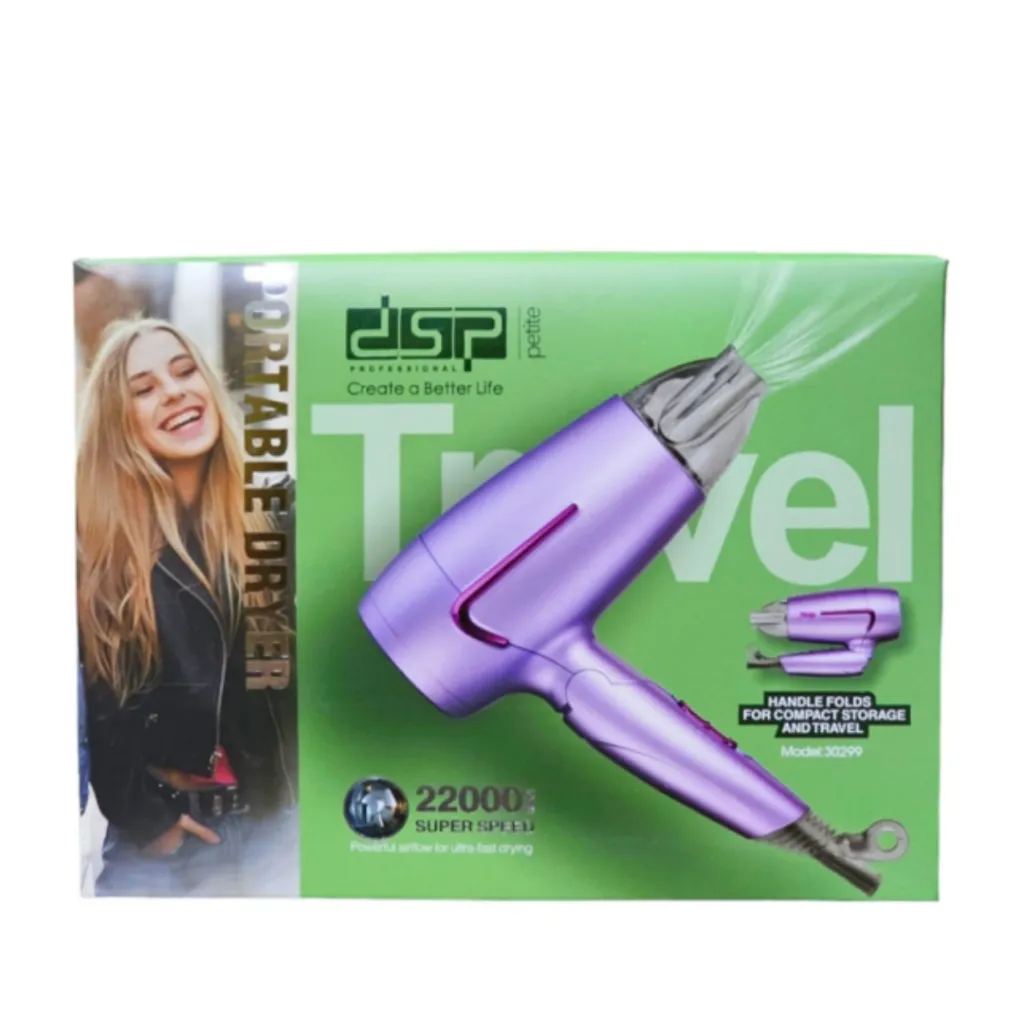 PORTABLE DRYER
dsp
PROFESSIONAL
petite
Create a Better Life
Travel
HANDLE FOLDS
FOR COMPACT STORAGE
AND TRAVEL
Model:30299
22000
SUPER SPEED
Powerful airflow for ultra-fast drying